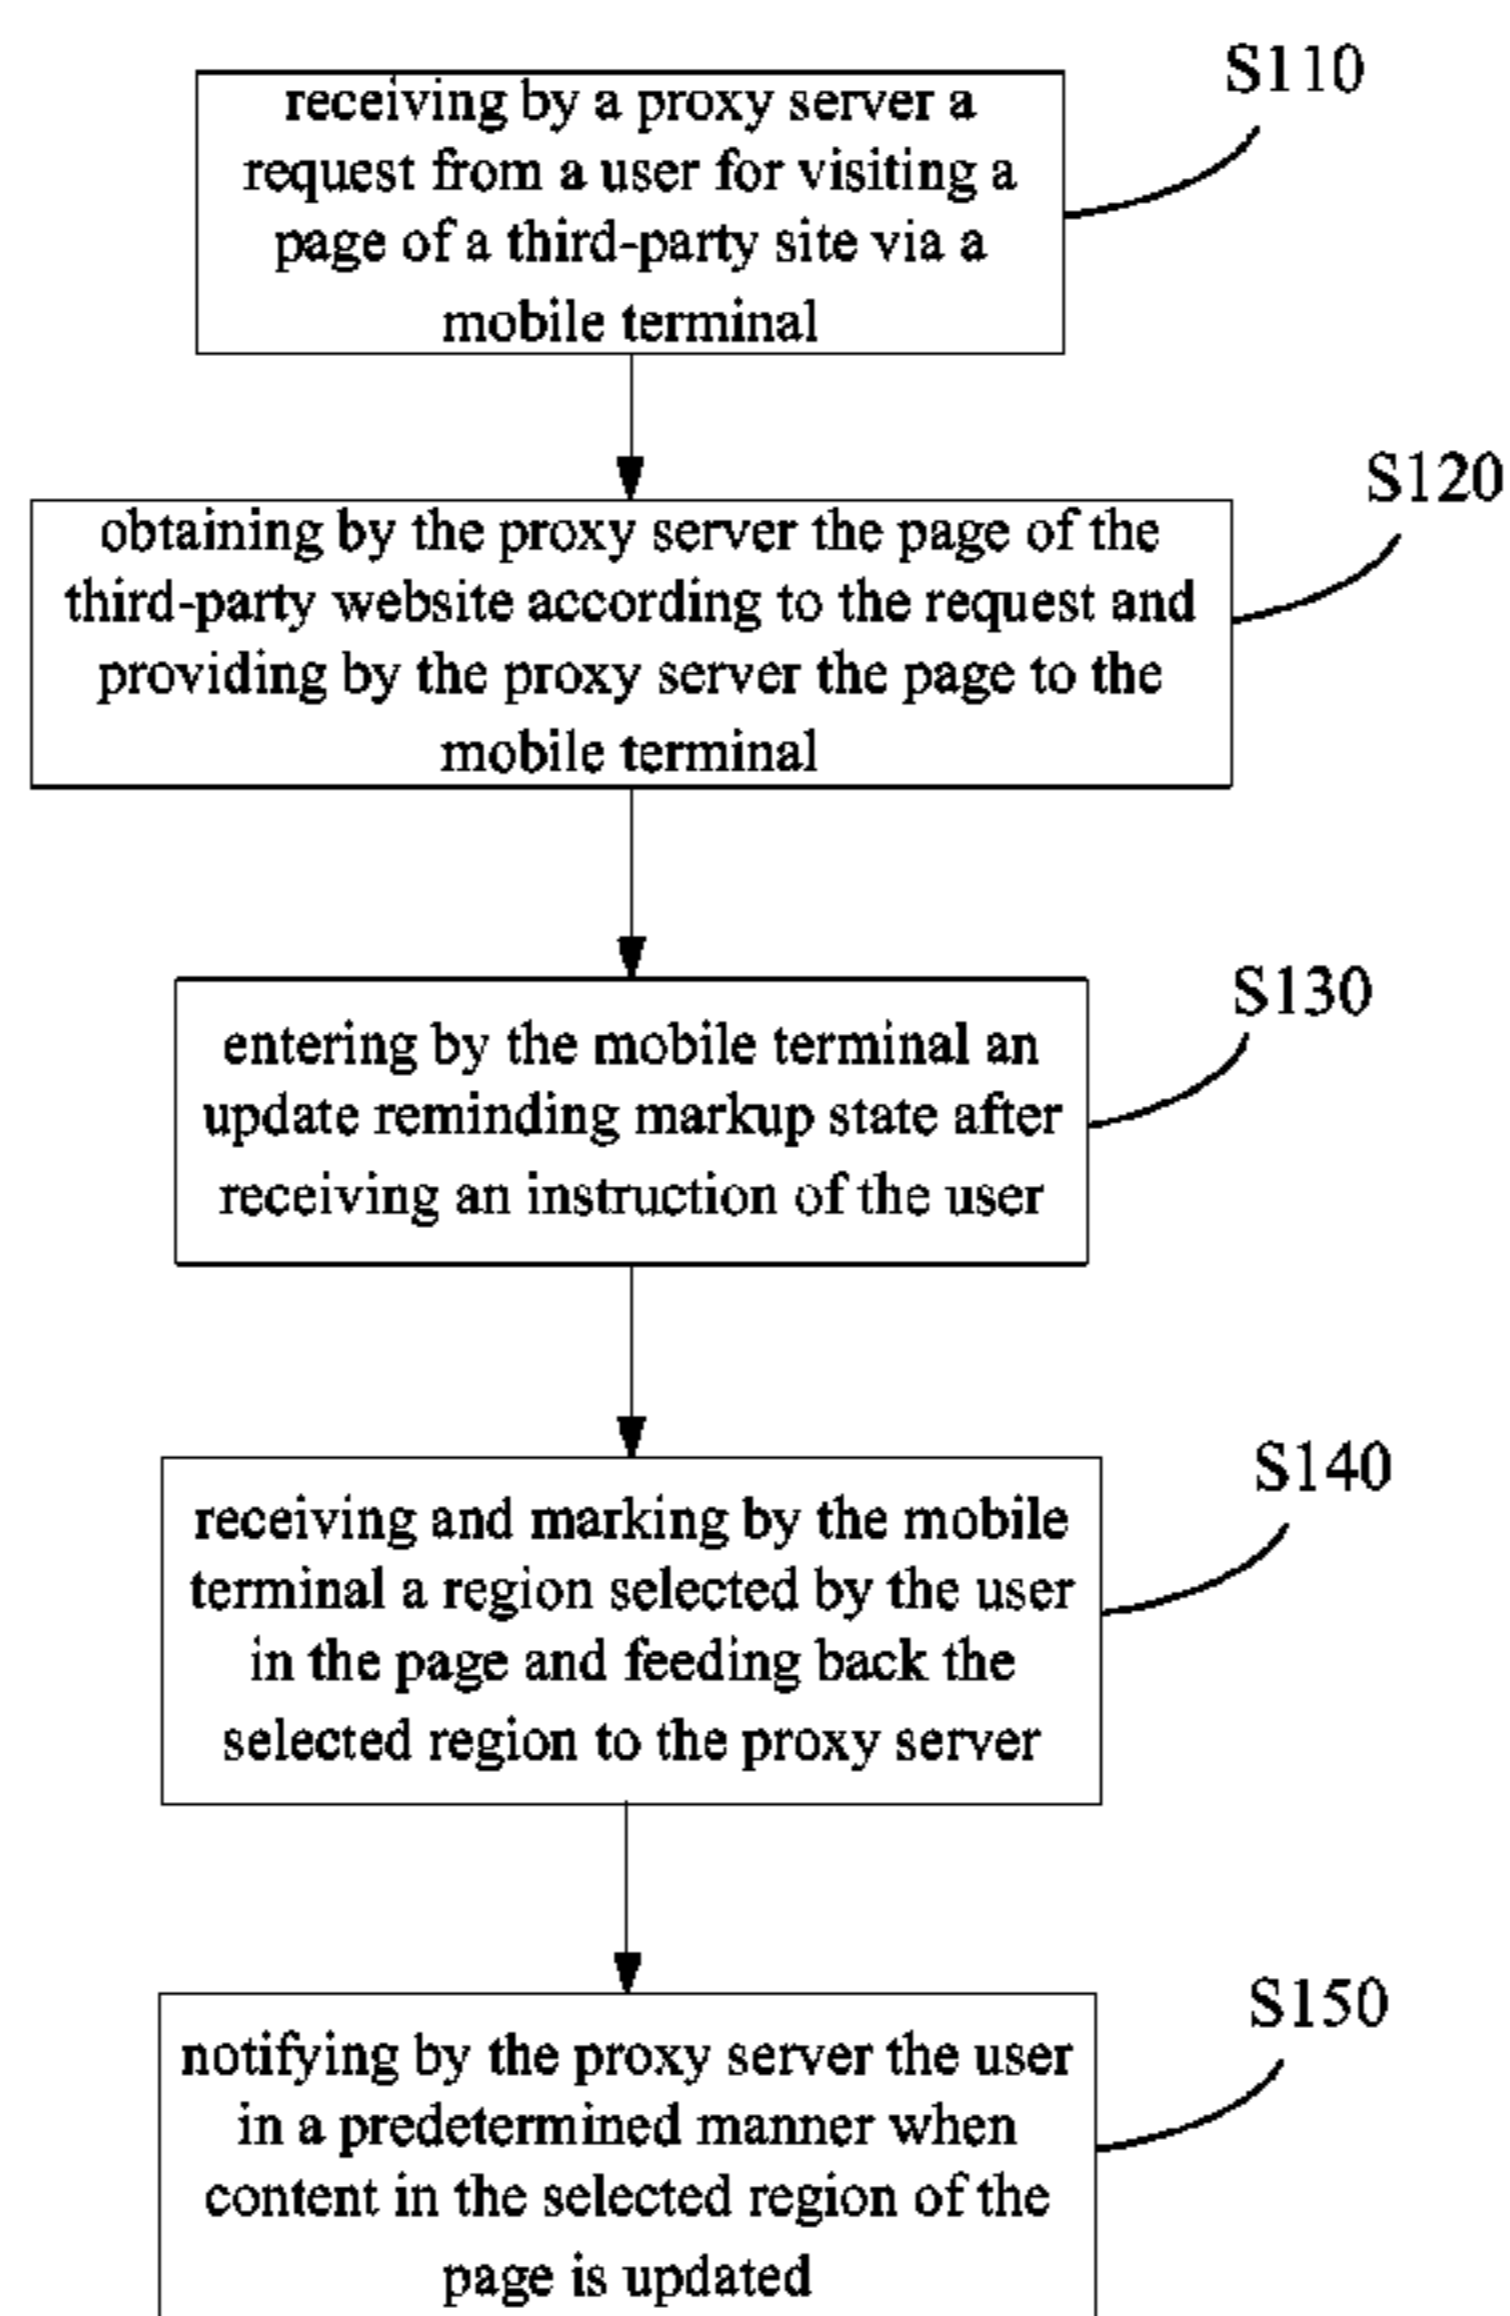 S110
receiving by a proxy server a
request from a user for visiting a
page of a third-party site via a
mobile terminal
S120
obtaining by the proxy server the page of the
third-party website according to the request and
providing by the proxy server the page to the
mobile terminal
S130
entering by the mobile terminal an
update reminding markup state after
receiving an instruction of the user
S140
receiving and marking by the mobile
terminal a region selected by the user
in the page and feeding back the
selected region to the proxy server
S150
notifying by the proxy server the user
in a predetermined manner when
content in the selected region of the
page is updated